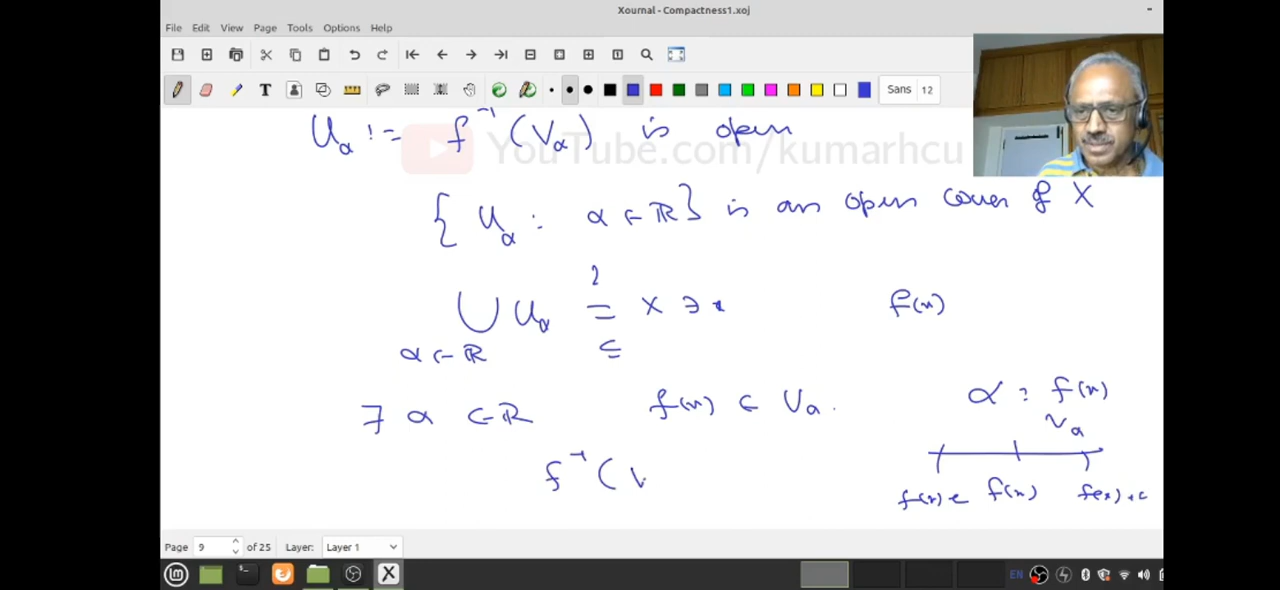 Xournal - Compactness1.xoj
File Edit View Page Tools Options Help
Sans 12
U_α := f⁻¹(V_α) is open
YouTube.com/kumarhcu
{ U_α : α ∈ ℝ } is an open cover of X
?
⋃ U_α = X ∋ x f(x)
α ∈ ℝ ⊆
∃ α ∈ ℝ f(x) ∈ V_α . α = f(x)
V_α
f⁻¹( V
f(x)-ε f(x) f(x)+ε
Page 9 of 25 Layer: Layer 1
EN